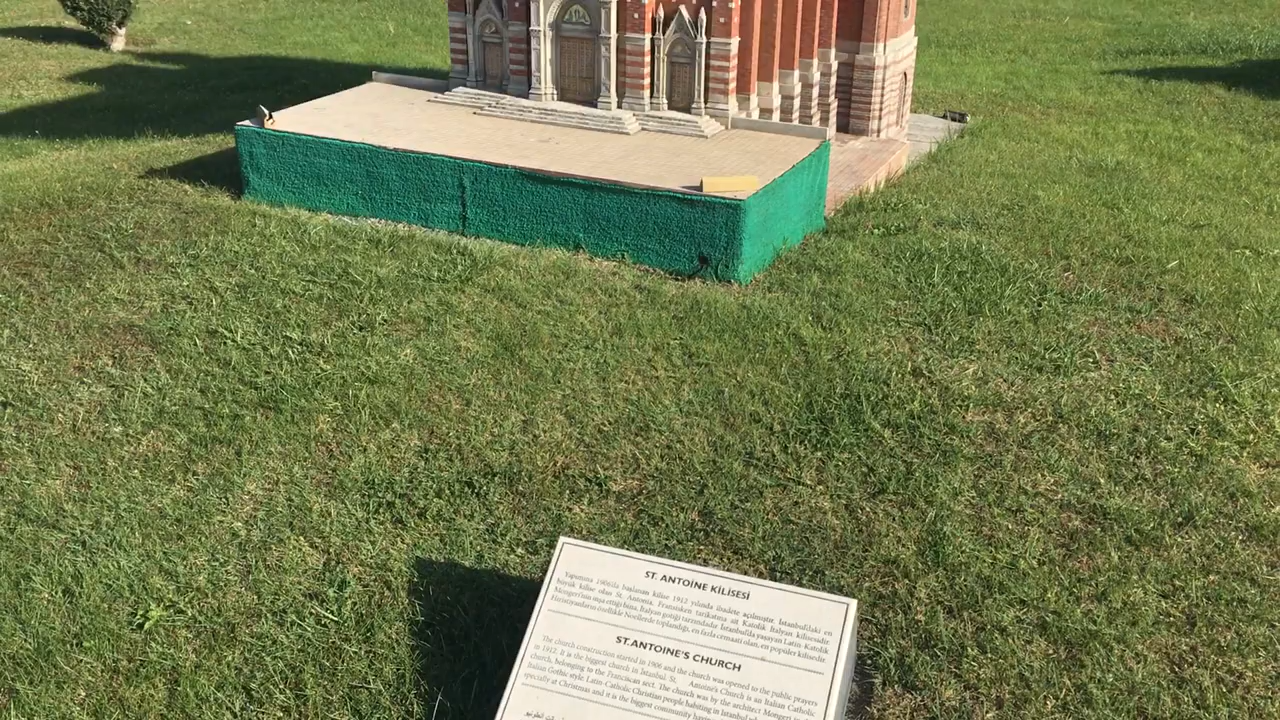 ST. ANTOİNE KİLİSESİ
Yapımına 1906'da başlanan kilise 1912 yılında ibadete açılmıştır. İstanbul'daki en
büyük kilise olan St. Antonia, Fransisken tarikatına ait Katolik İtalyan kilisesidir.
Mongeri'nin inşa ettiği bina, İtalyan gotiği tarzındadır. İstanbul'da yaşayan Latin-Katolik
Hıristiyanların özellikle Noellerde toplandığı, en fazla cemaati olan, en popüler kilisedir.
ST.ANTOINE'S CHURCH
The church construction started in 1906 and the church was opened to the public prayers
in 1912. It is the biggest church in İstanbul. St. Antoine's Church is an Italian Catholic
church, belonging to the Franciscan sect. The church was by the architect Mongeri in
Italian Gothic style. Latin-Catholic Christian people habiting in Istanbul
specially at Christmas and it is the biggest community